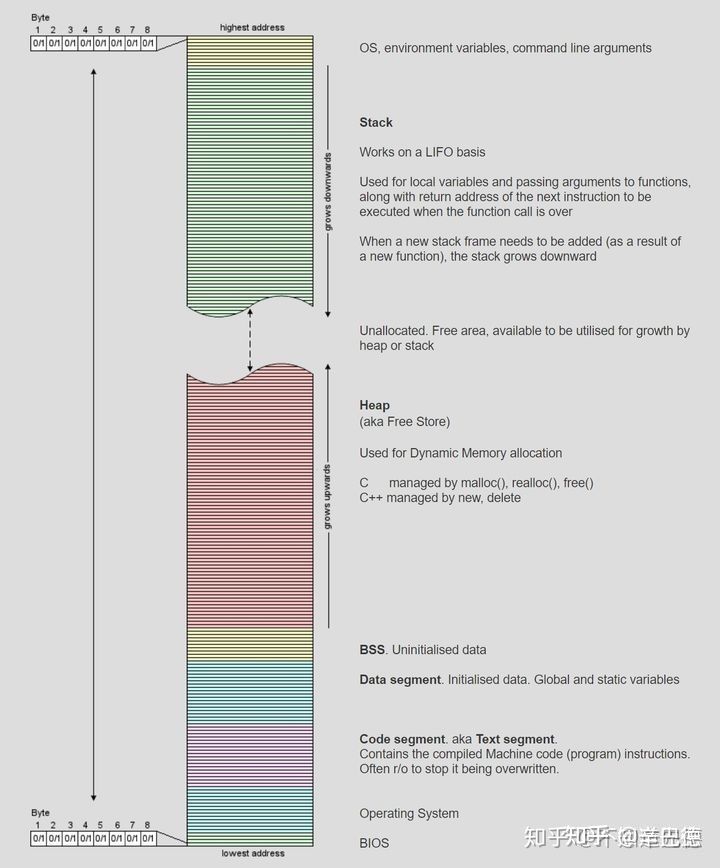 Byte
1 2 3 4 5 6 7 8
0/1 0/1 0/1 0/1 0/1 0/1 0/1 0/1
highest address
OS, environment variables, command line arguments
Stack
Works on a LIFO basis
Used for local variables and passing arguments to functions,
along with return address of the next instruction to be
executed when the function call is over
When a new stack frame needs to be added (as a result of
a new function), the stack grows downward
grows downwards
Unallocated. Free area, available to be utilised for growth by
heap or stack
Heap
(aka Free Store)
Used for Dynamic Memory allocation
C managed by malloc(), realloc(), free()
C++ managed by new, delete
grows upwards
BSS. Uninitialised data
Data segment. Initialised data. Global and static variables
Code segment. aka Text segment.
Contains the compiled Machine code (program) instructions.
Often r/o to stop it being overwritten.
Operating System
BIOS
Byte
1 2 3 4 5 6 7 8
0/1 0/1 0/1 0/1 0/1 0/1 0/1 0/1
lowest address
知乎